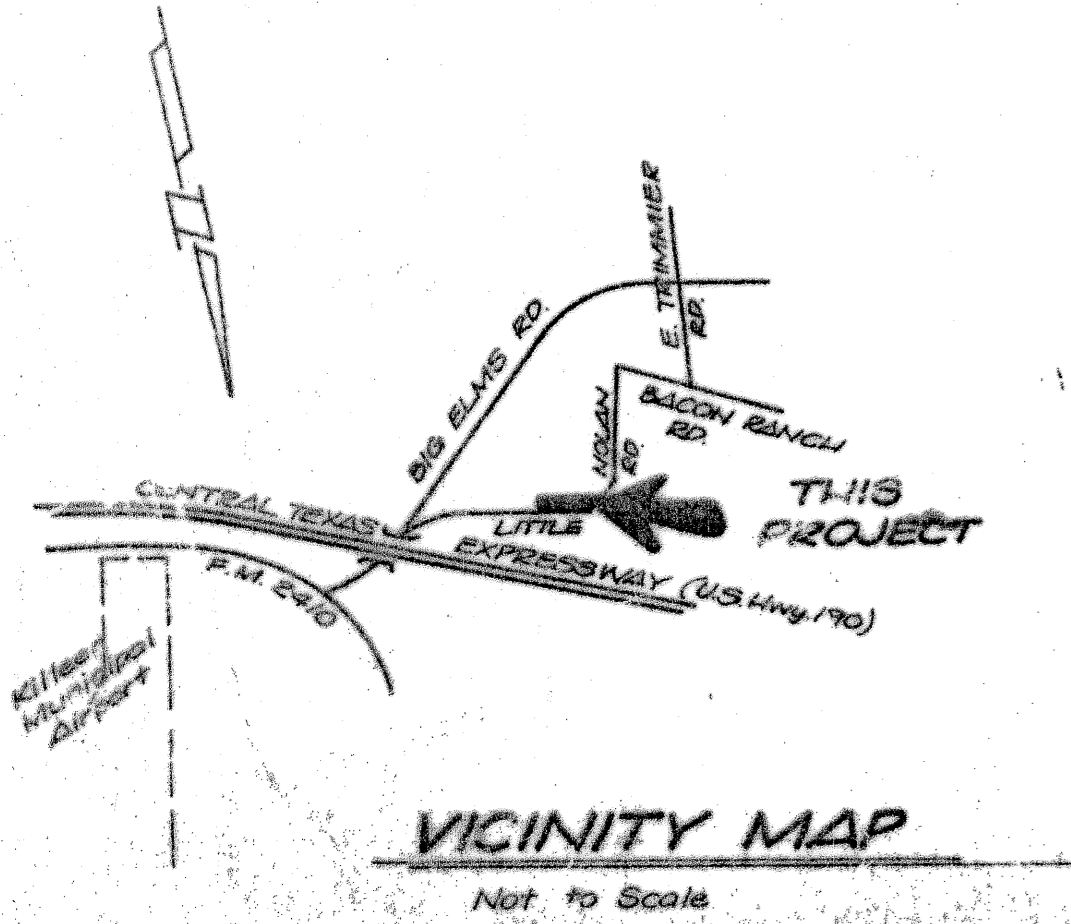 N
E. TRIMMIER
RD.
BIG ELMS RD.
NOLAN
RD.
BACON RANCH
RD.
THIS
PROJECT
CENTRAL TEXAS
LITTLE
EXPRESSWAY (U.S. Hwy. 190)
F.M. 2410
Killeen
Municipal
Airport
VICINITY MAP
Not to Scale